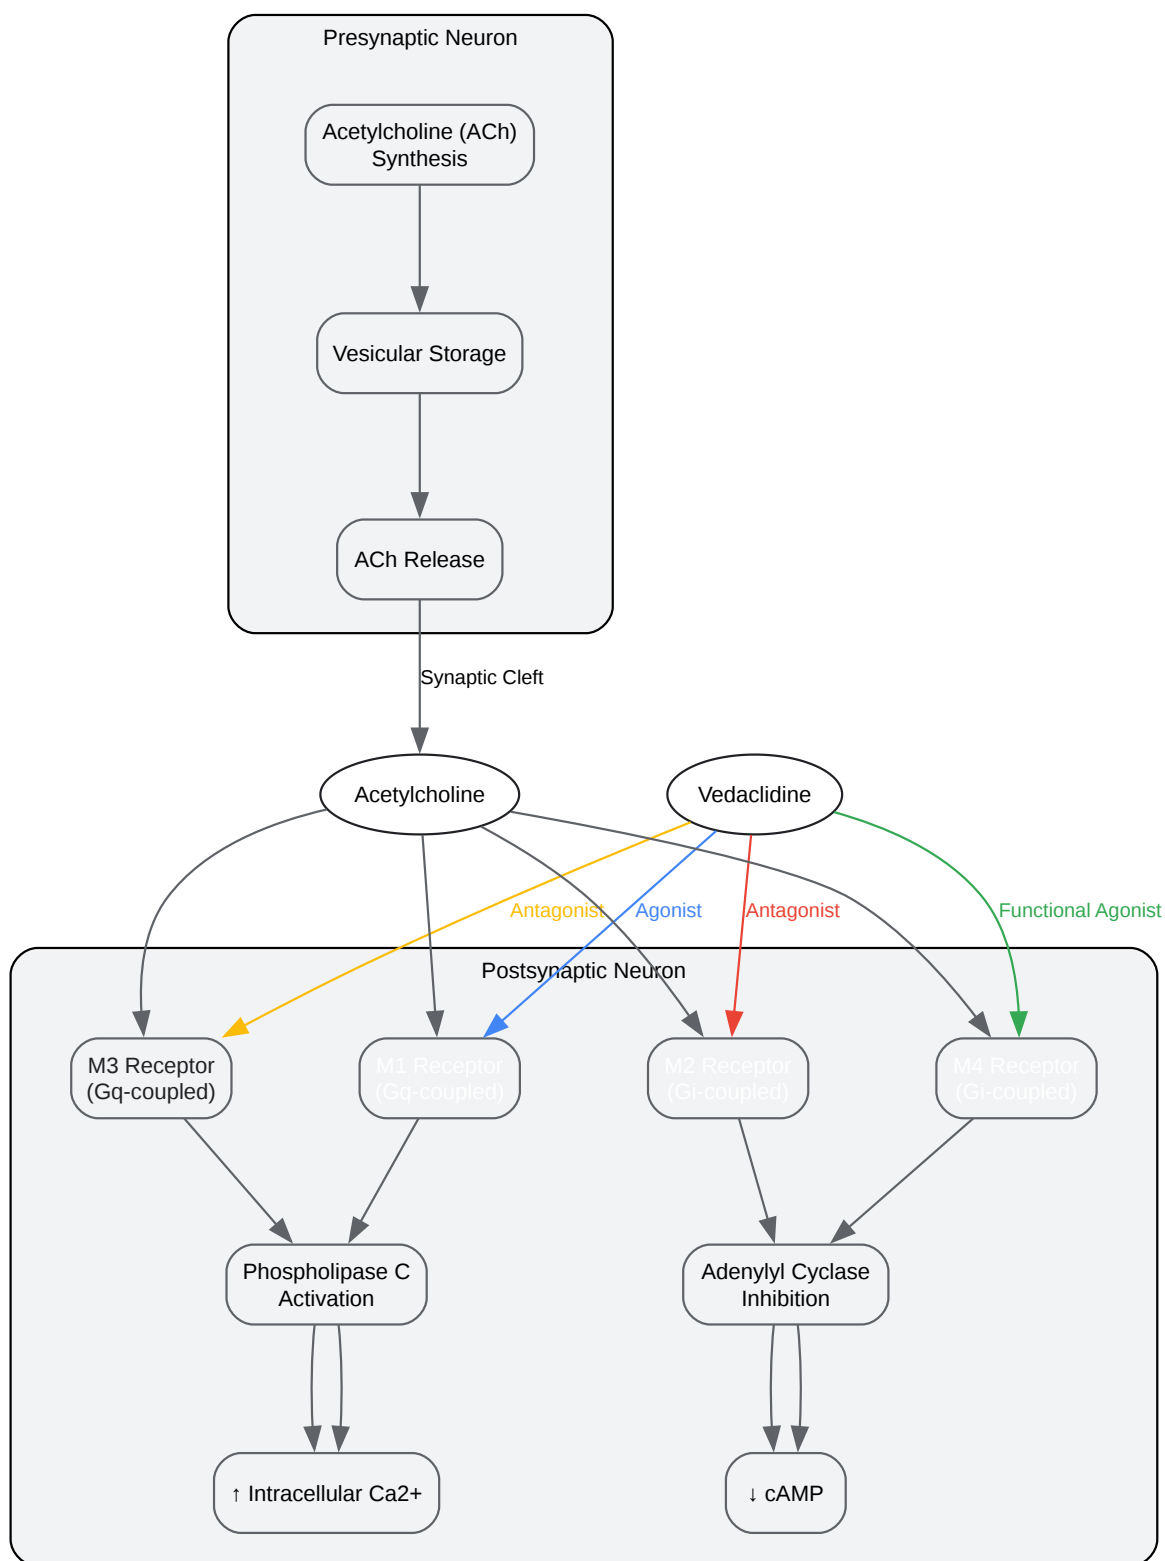 Presynaptic Neuron
Acetylcholine (ACh)
Synthesis
Vesicular Storage
ACh Release
Synaptic Cleft
Acetylcholine
Vedaclidine
Antagonist
Agonist
Antagonist
Functional Agonist
Postsynaptic Neuron
M3 Receptor
(Gq-coupled)
M1 Receptor
(Gq-coupled)
M2 Receptor
(Gi-coupled)
M4 Receptor
(Gi-coupled)
Phospholipase C
Activation
Adenylyl Cyclase
Inhibition
↑ Intracellular Ca2+
↓ cAMP